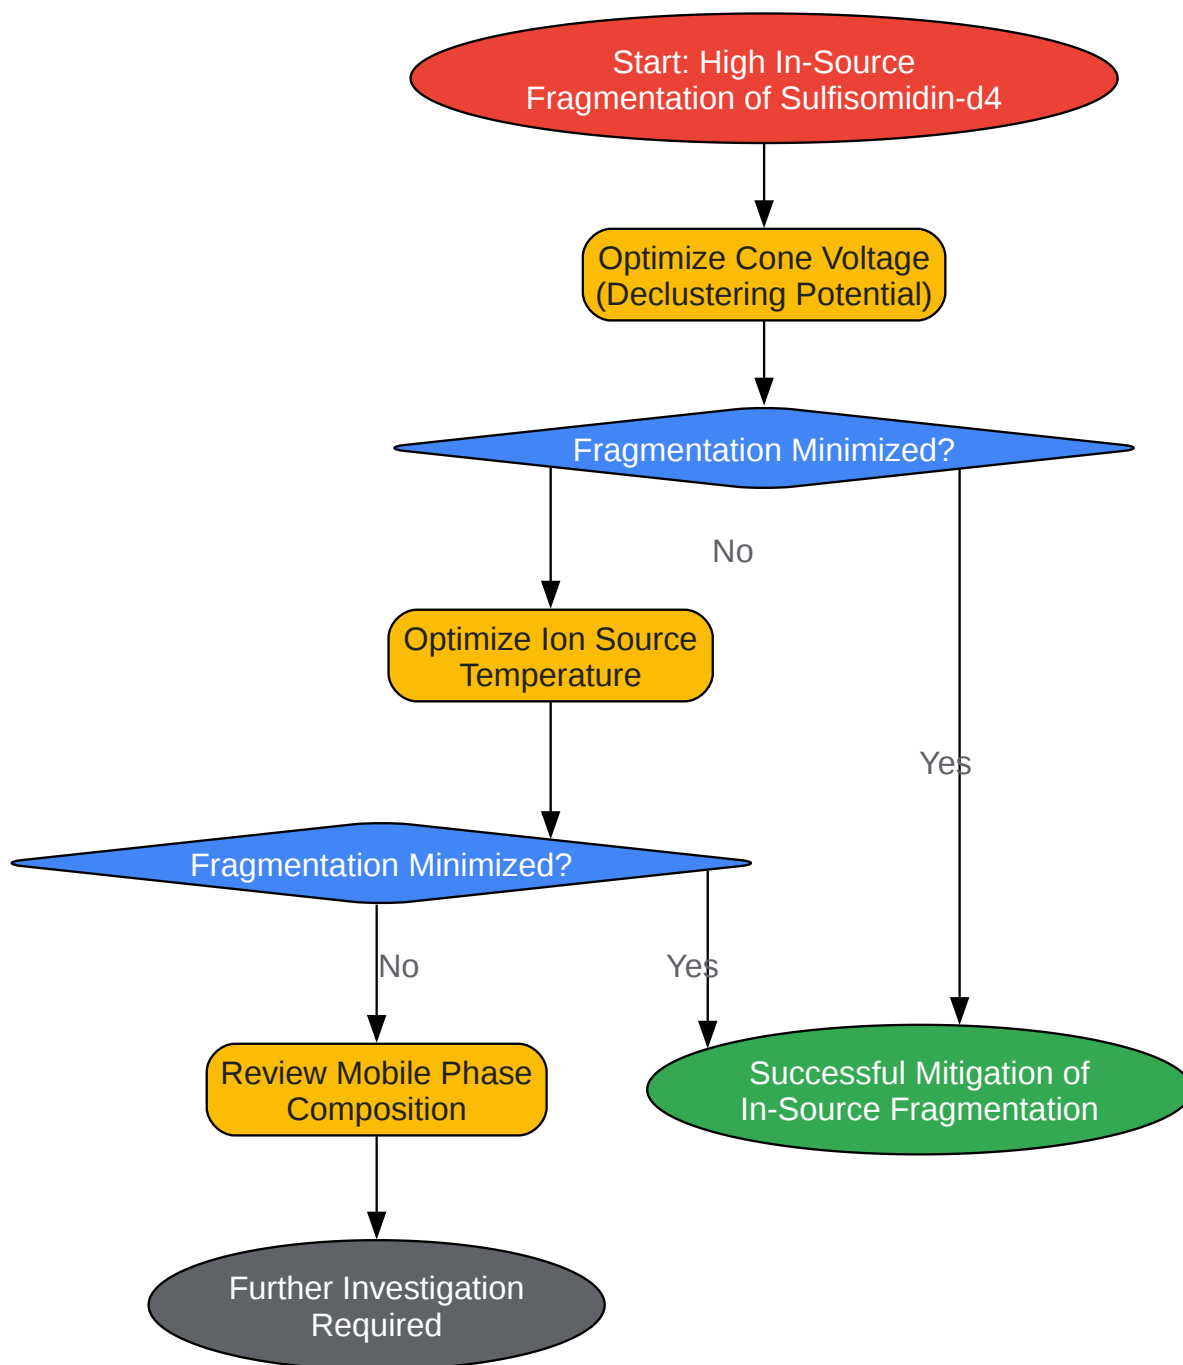 Start: High In-Source
Fragmentation of Sulfisomidin-d4
Optimize Cone Voltage
(Declustering Potential)
Fragmentation Minimized?
No
Optimize Ion Source
Temperature
Yes
Fragmentation Minimized?
No
Yes
Review Mobile Phase
Composition
Successful Mitigation of
In-Source Fragmentation
Further Investigation
Required